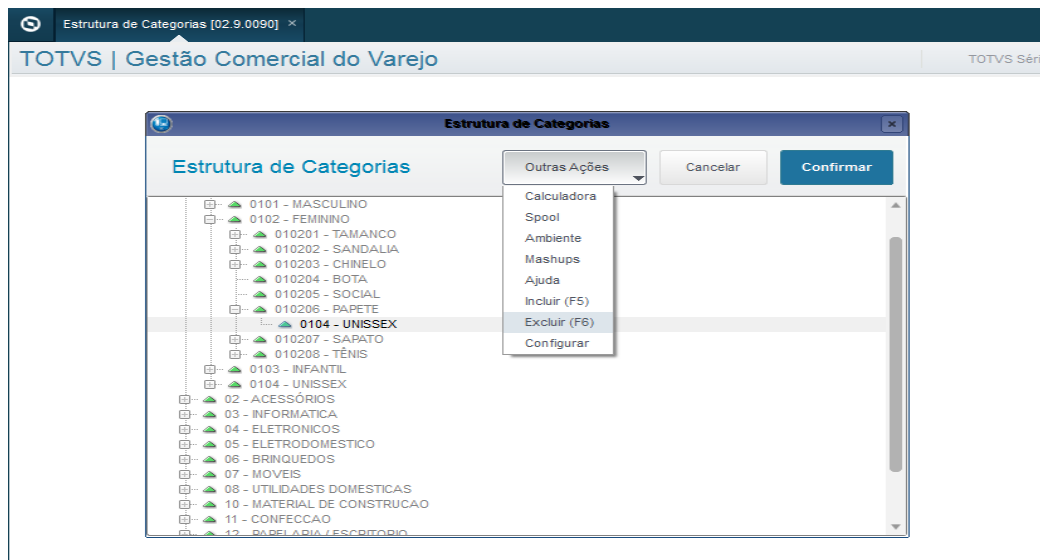 Estrutura de Categorias [02.9.0090] ×
TOTVS | Gestão Comercial do Varejo
TOTVS Séri
Estrutura de Categorias
Estrutura de Categorias
Outras Ações
Cancelar
Confirmar
Calculadora
Spool
Ambiente
Mashups
Ajuda
Incluir (F5)
Excluir (F6)
Configurar
0101 - MASCULINO
0102 - FEMININO
010201 - TAMANCO
010202 - SANDALIA
010203 - CHINELO
010204 - BOTA
010205 - SOCIAL
010206 - PAPETE
0104 - UNISSEX
010207 - SAPATO
010208 - TÊNIS
0103 - INFANTIL
0104 - UNISSEX
02 - ACESSÓRIOS
03 - INFORMATICA
04 - ELETRONICOS
05 - ELETRODOMESTICO
06 - BRINQUEDOS
07 - MOVEIS
08 - UTILIDADES DOMESTICAS
10 - MATERIAL DE CONSTRUCAO
11 - CONFECCAO
12 - PAPELARIA / ESCRITORIO